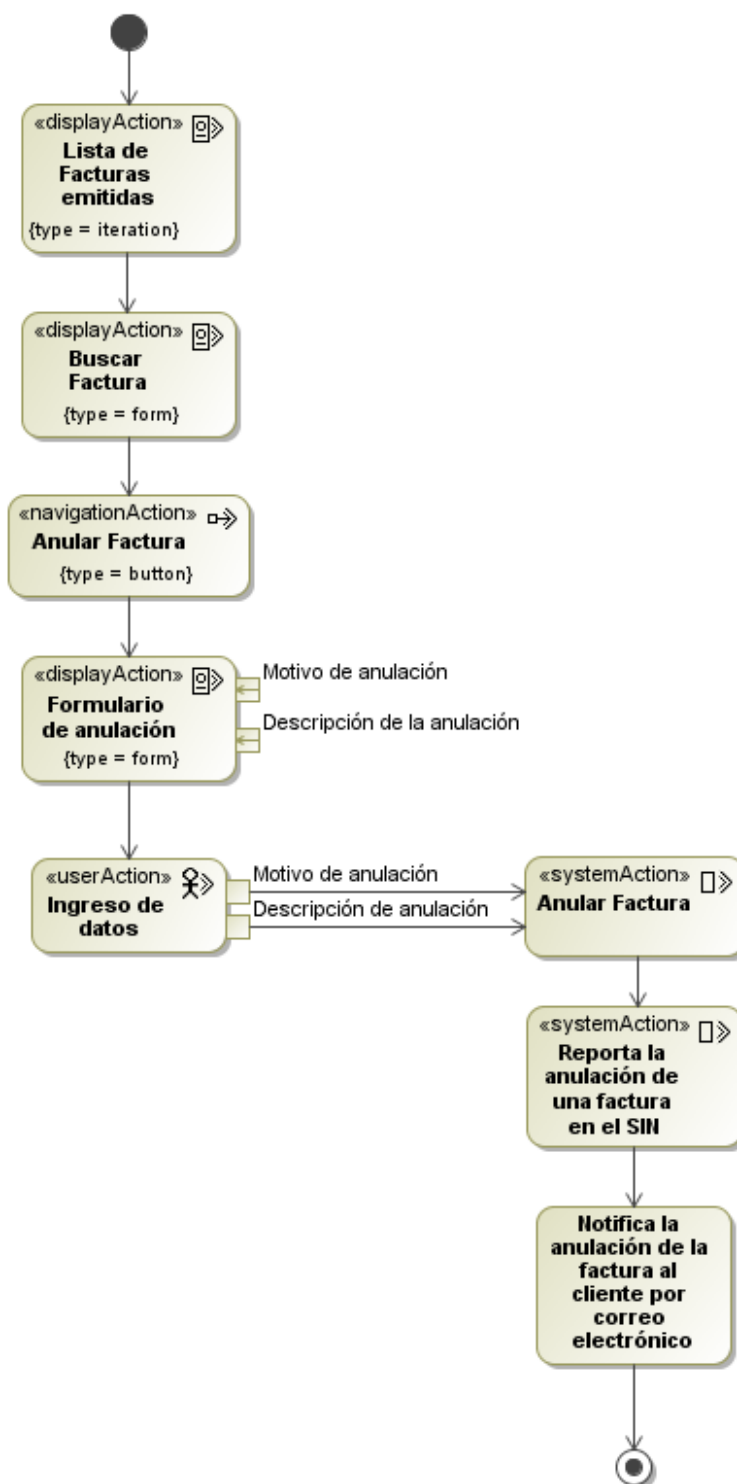 «displayAction»
Lista de
Facturas
emitidas
{type = iteration}
«displayAction»
Buscar
Factura
{type = form}
«navigationAction»
Anular Factura
{type = button}
«displayAction»
Formulario
de anulación
{type = form}
Motivo de anulación
Descripción de la anulación
«userAction»
Ingreso de
datos
Motivo de anulación
Descripción de anulación
«systemAction»
Anular Factura
«systemAction»
Reporta la
anulación de
una factura
en el SIN
Notifica la
anulación de la
factura al
cliente por
correo
electrónico